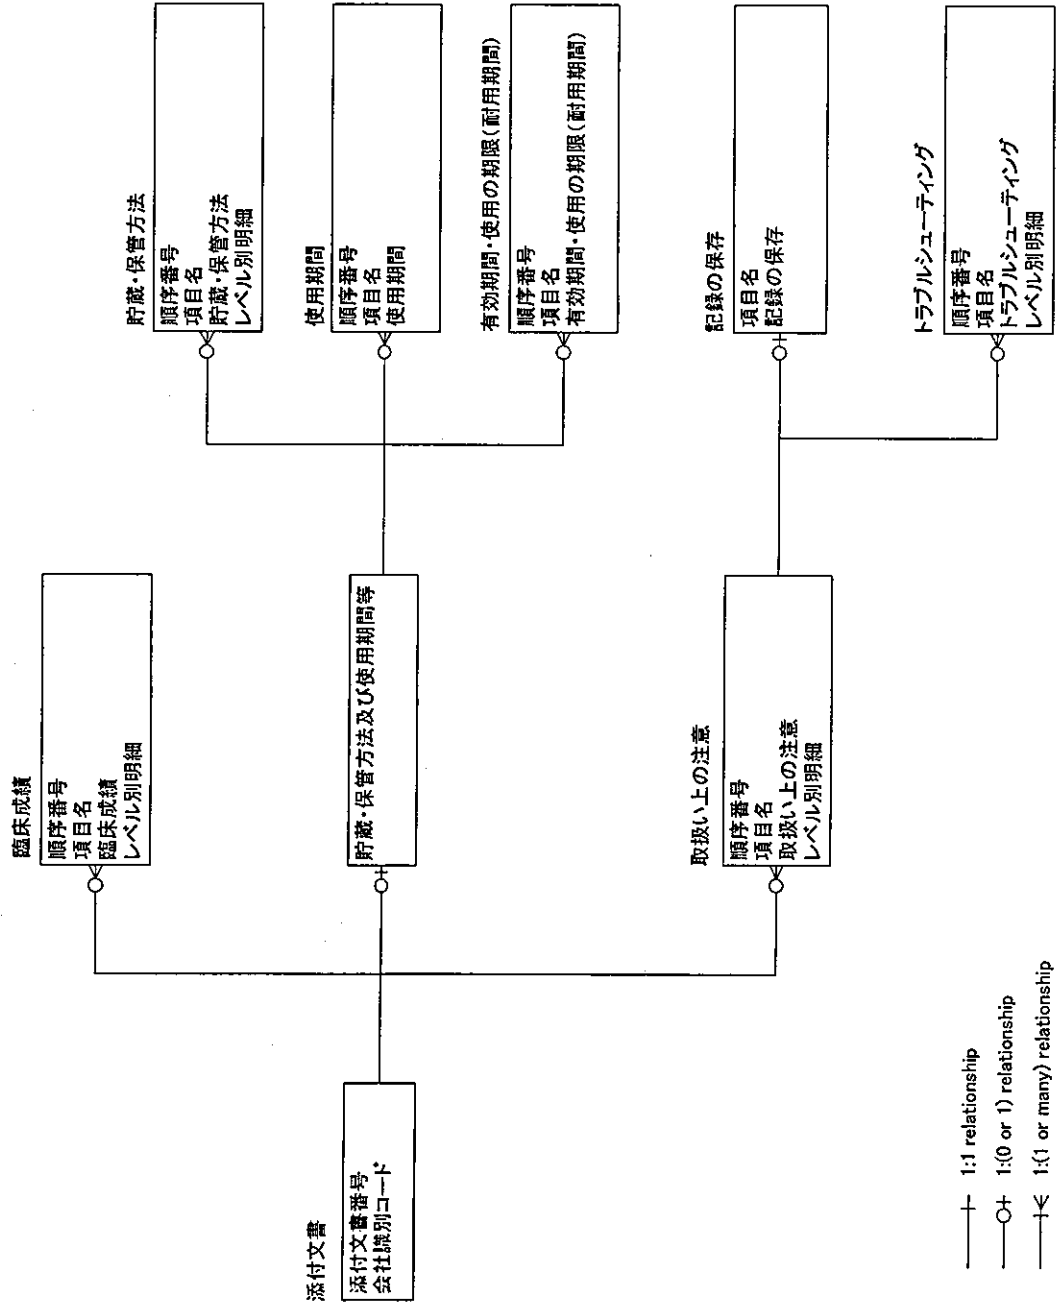 添付文書
添付文書番号
会社識別コード
臨床成績
順序番号
項目名
臨床成績
レベル別明細
貯蔵・保管方法及び使用期間等
取扱い上の注意
順序番号
項目名
取扱い上の注意
レベル別明細
貯蔵・保管方法
順序番号
項目名
貯蔵・保管方法
レベル別明細
使用期間
順序番号
項目名
使用期間
有効期間・使用の期限(耐用期間)
順序番号
項目名
有効期間・使用の期限(耐用期間)
記録の保存
項目名
記録の保存
トラブルシューティング
順序番号
項目名
トラブルシューティング
レベル別明細
1:1 relationship
1:(0 or 1) relationship
1:(1 or many) relationship